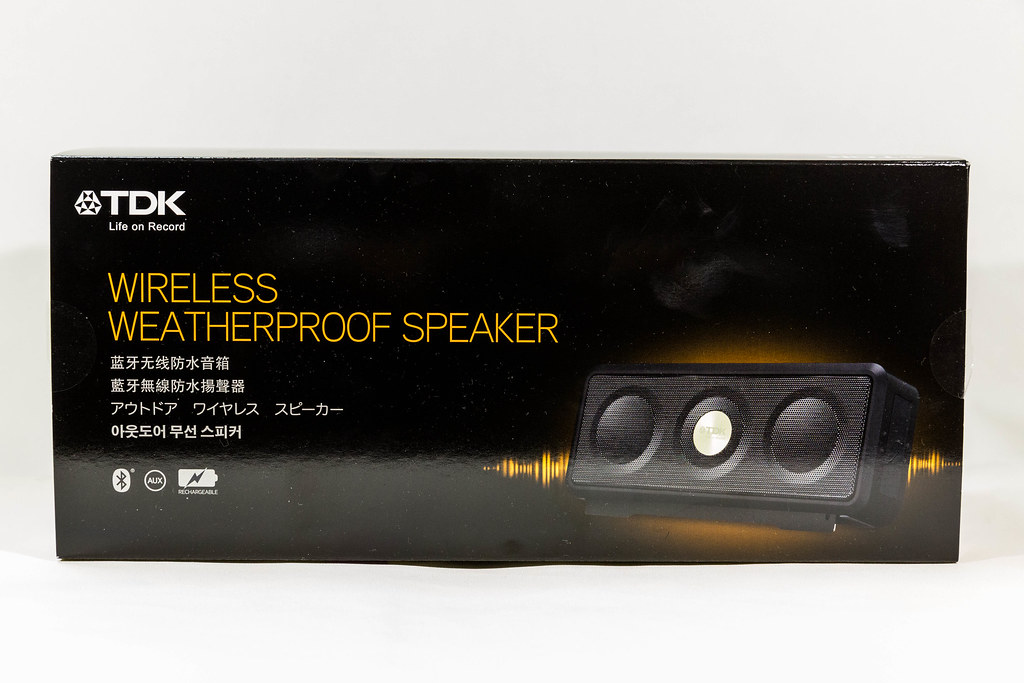 TDK
Life on Record
WIRELESS
WEATHERPROOF SPEAKER
蓝牙无线防水音箱
藍牙無線防水揚聲器
アウトドア ワイヤレス スピーカー
아웃도어 무선 스피커
AUX
RECHARGEABLE
TDK